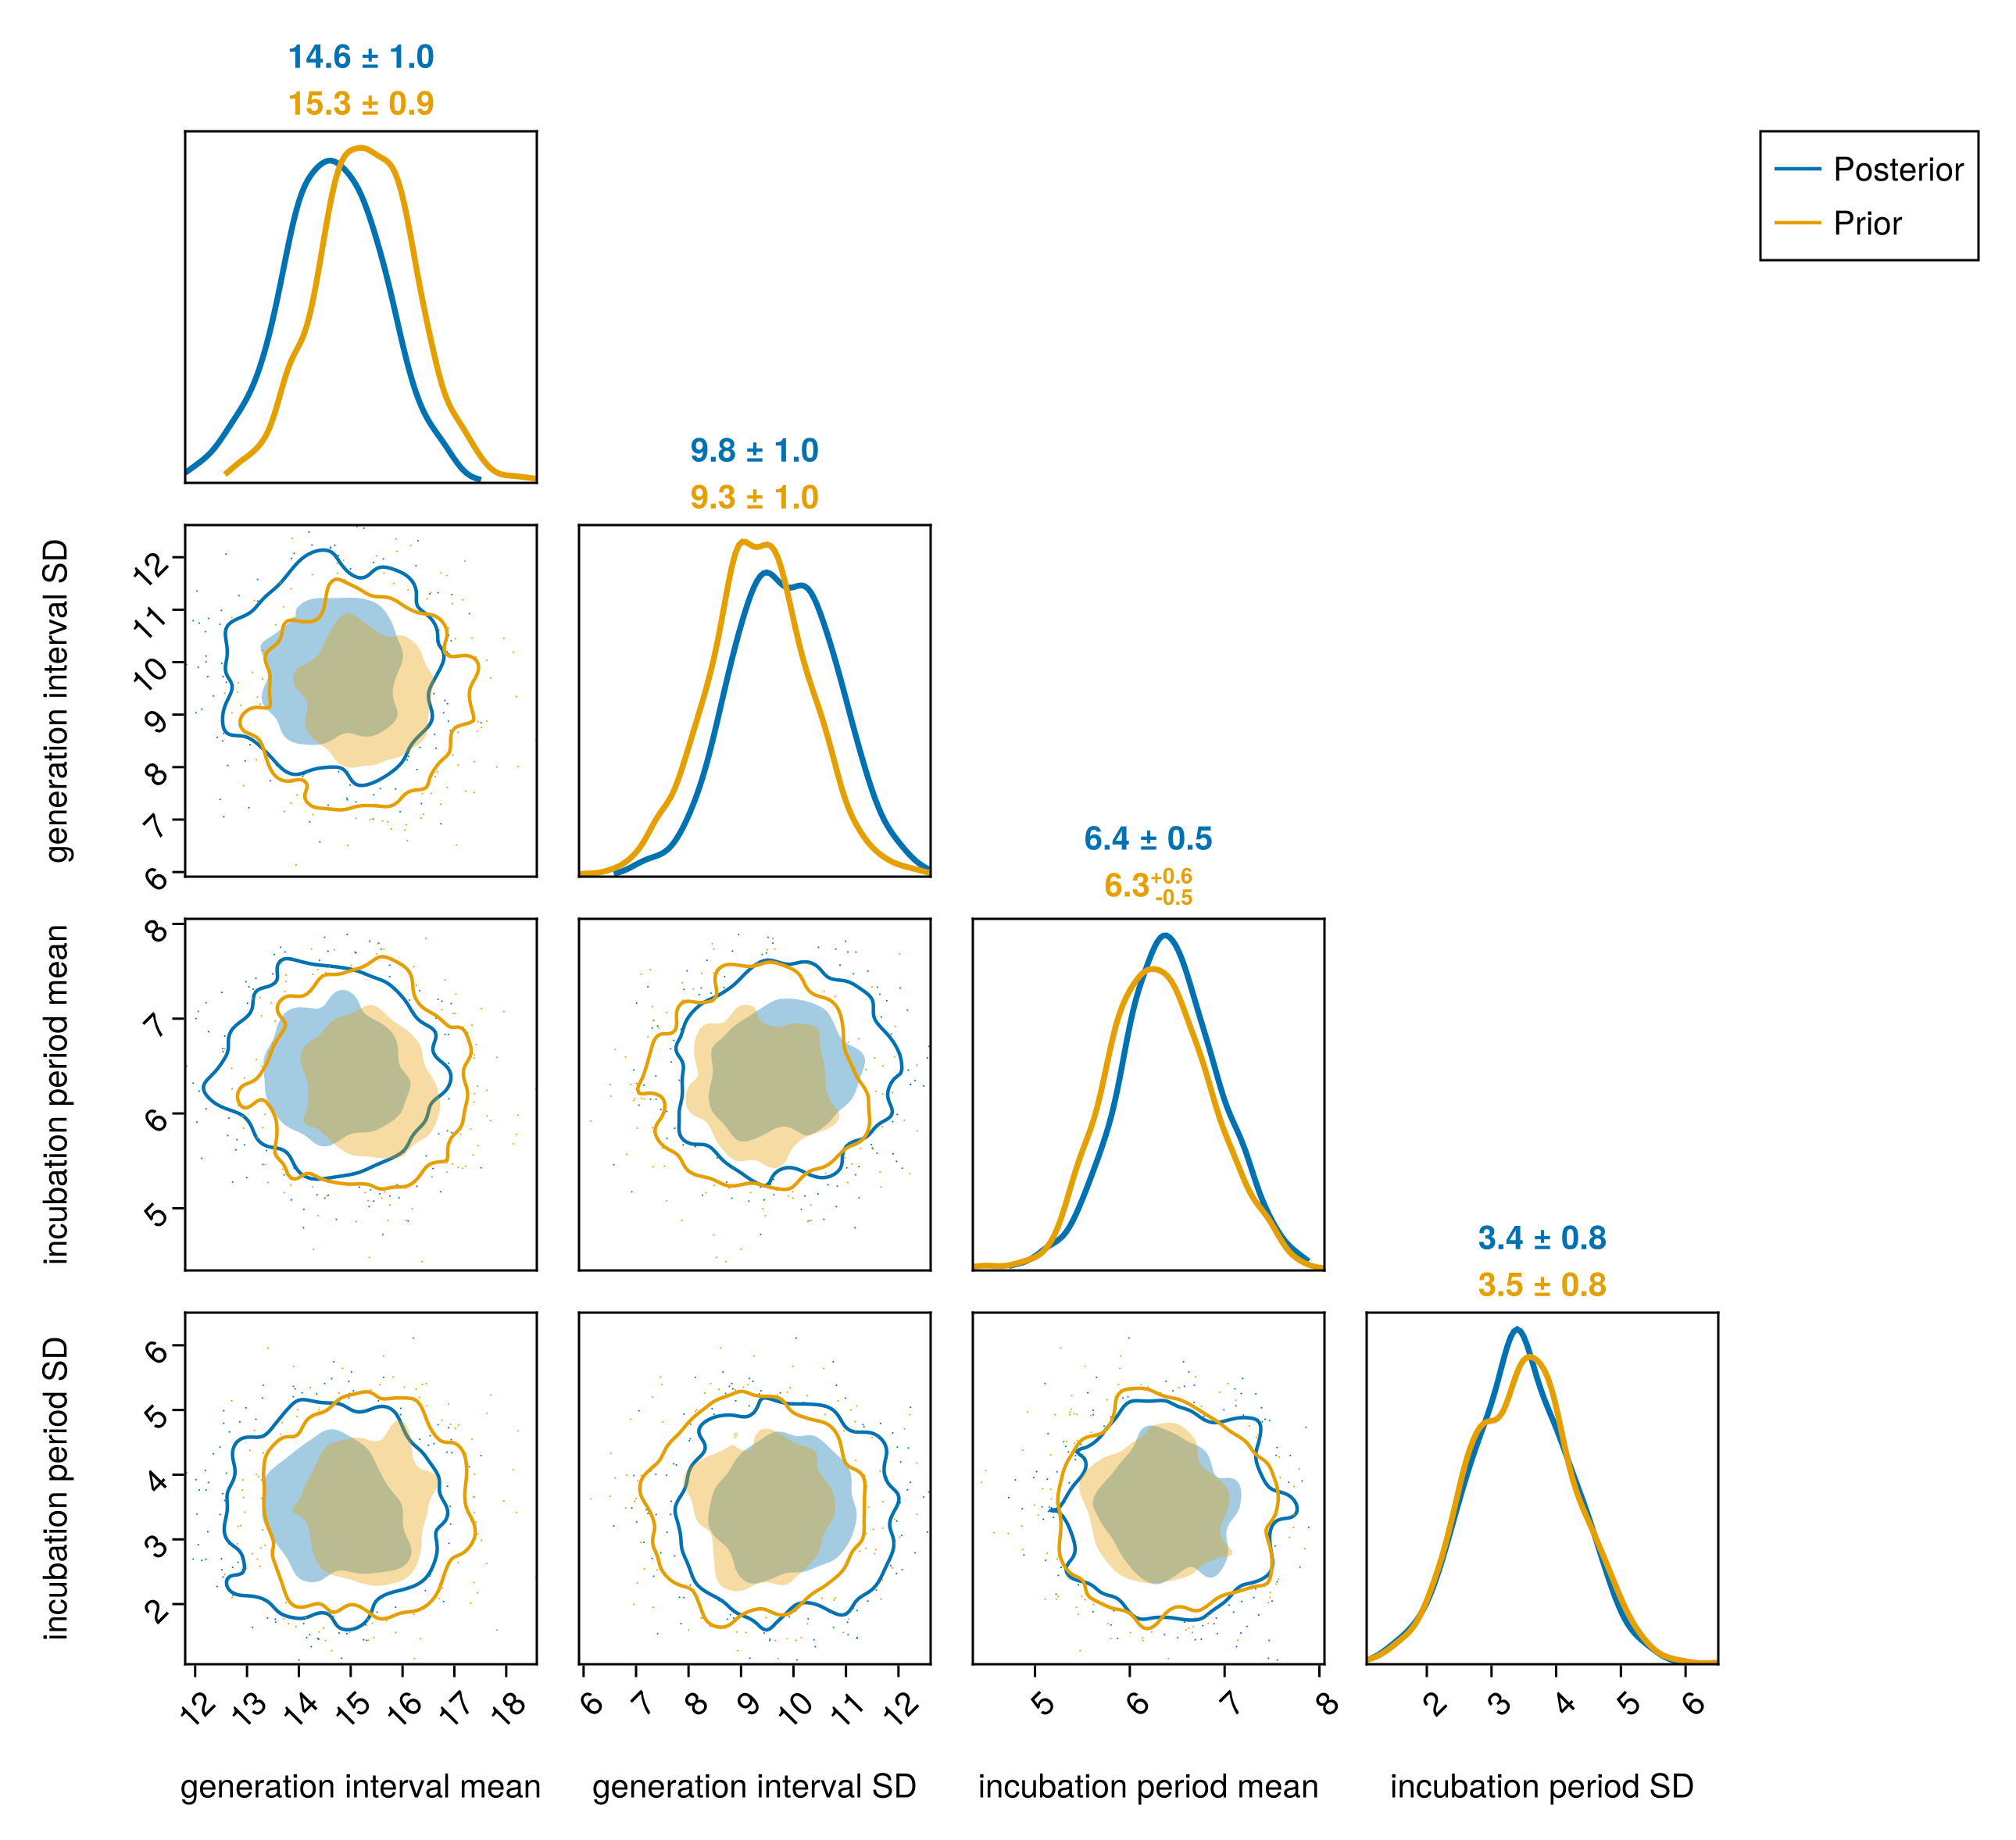 14.6 ± 1.0
15.3 ± 0.9
Posterior
Prior
9.8 ± 1.0
9.3 ± 1.0
generation interval SD
12
11
10
9
8
7
6
6.4 ± 0.5
6.3 +0.6 -0.5
incubation period mean
8
7
6
5
3.4 ± 0.8
3.5 ± 0.8
incubation period SD
6
5
4
3
2
12 13 14 15 16 17 18
6 7 8 9 10 11 12
5 6 7 8
2 3 4 5 6
generation interval mean
generation interval SD
incubation period mean
incubation period SD